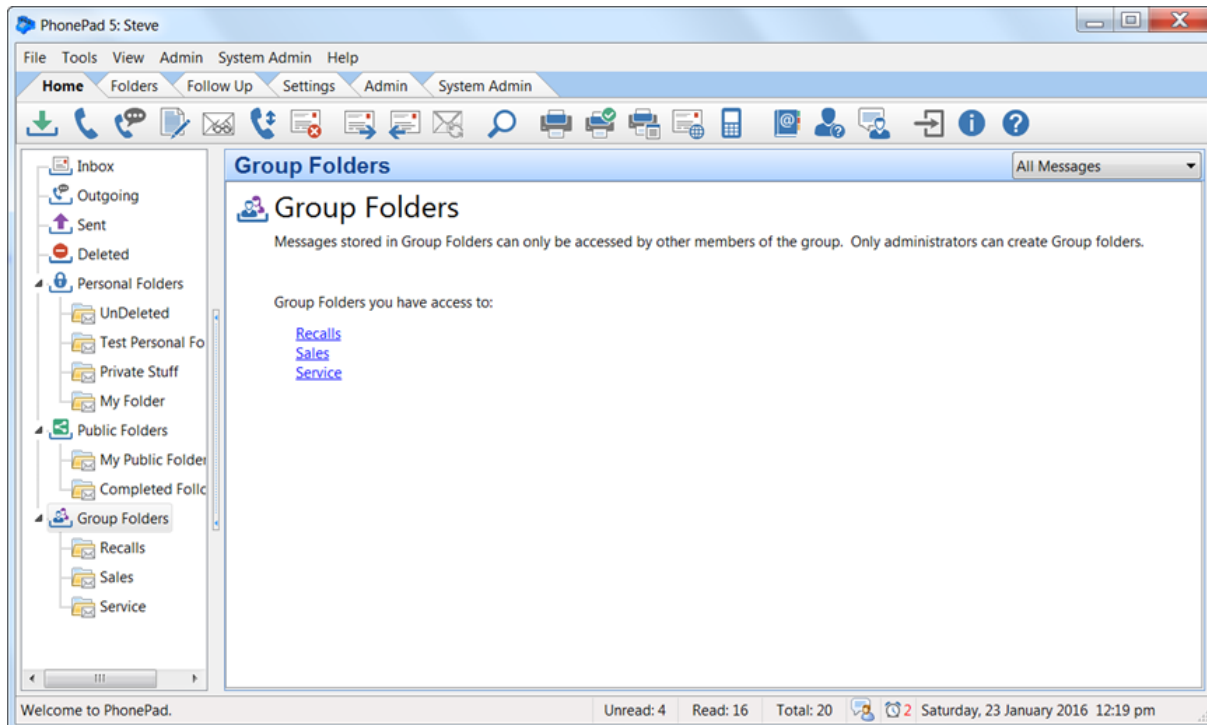 PhonePad 5: Steve
File Tools View Admin System Admin Help
Home Folders Follow Up Settings Admin System Admin
Inbox
Outgoing
Sent
Deleted
Personal Folders
UnDeleted
Test Personal Fo
Private Stuff
My Folder
Public Folders
My Public Folder
Completed Follo
Group Folders
Recalls
Sales
Service
Group Folders
All Messages
Group Folders
Messages stored in Group Folders can only be accessed by other members of the group. Only administrators can create Group folders.
Group Folders you have access to:
Recalls
Sales
Service
Welcome to PhonePad.
Unread: 4 Read: 16 Total: 20 2 Saturday, 23 January 2016 12:19 pm